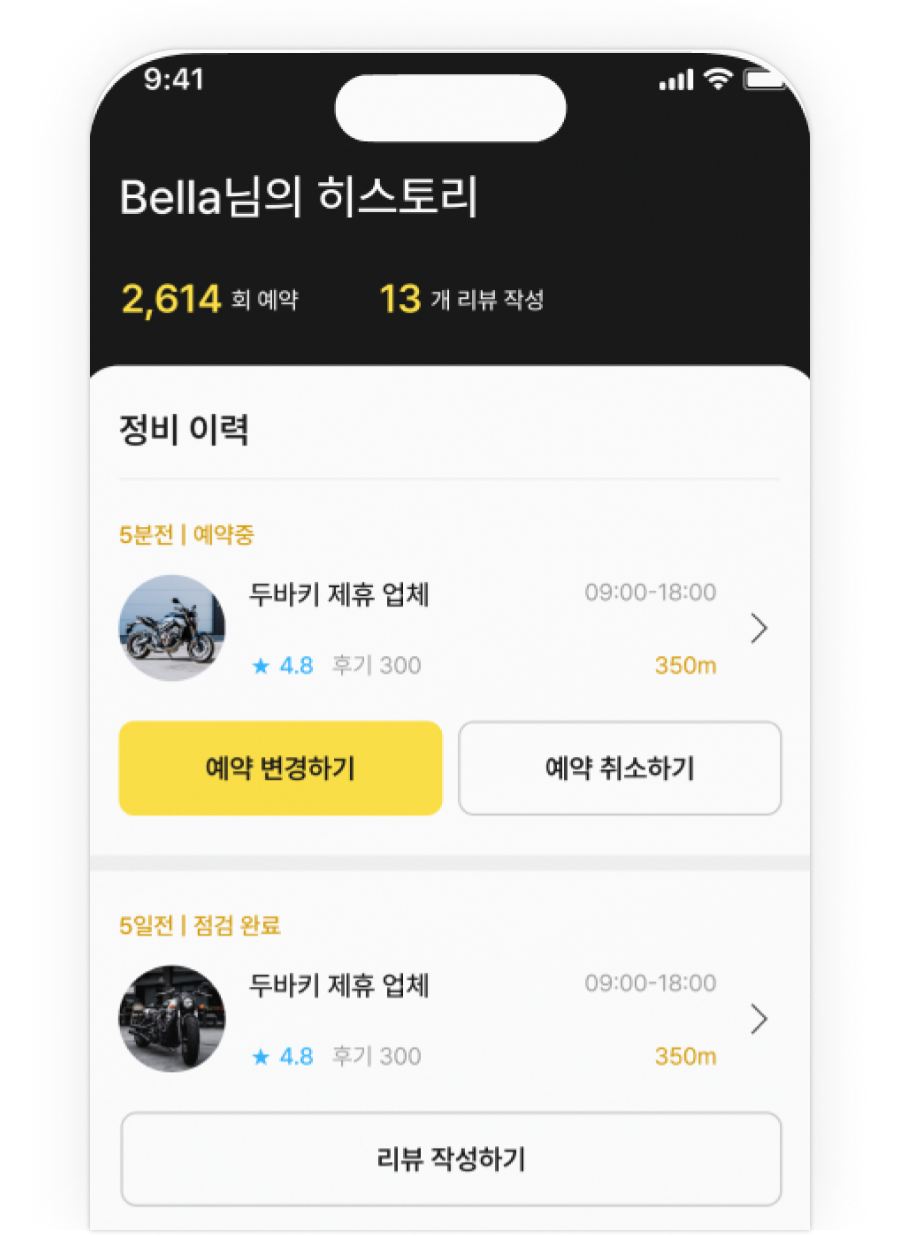 9:41
Bella님의 히스토리
2,614 회 예약 13 개 리뷰 작성
정비 이력
5분전 | 예약중
두바키 제휴 업체 09:00-18:00
★ 4.8 후기 300 350m
예약 변경하기 예약 취소하기
5일전 | 점검 완료
두바키 제휴 업체 09:00-18:00
★ 4.8 후기 300 350m
리뷰 작성하기